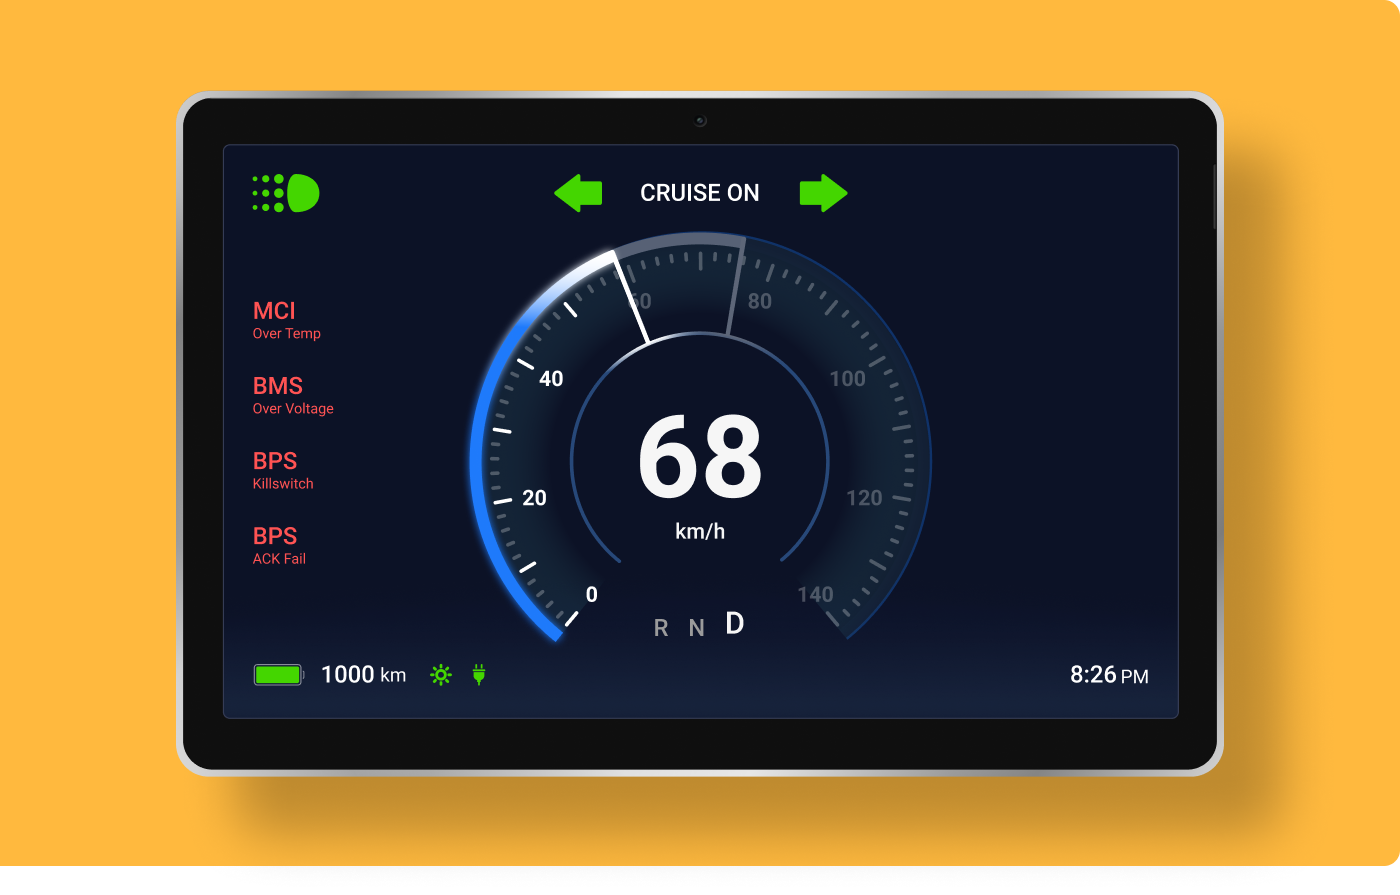 CRUISE ON
MCI
Over Temp
BMS
Over Voltage
BPS
Killswitch
BPS
ACK Fail
0
20
40
60
80
100
120
140
68
km/h
R N D
1000 km
8:26 PM